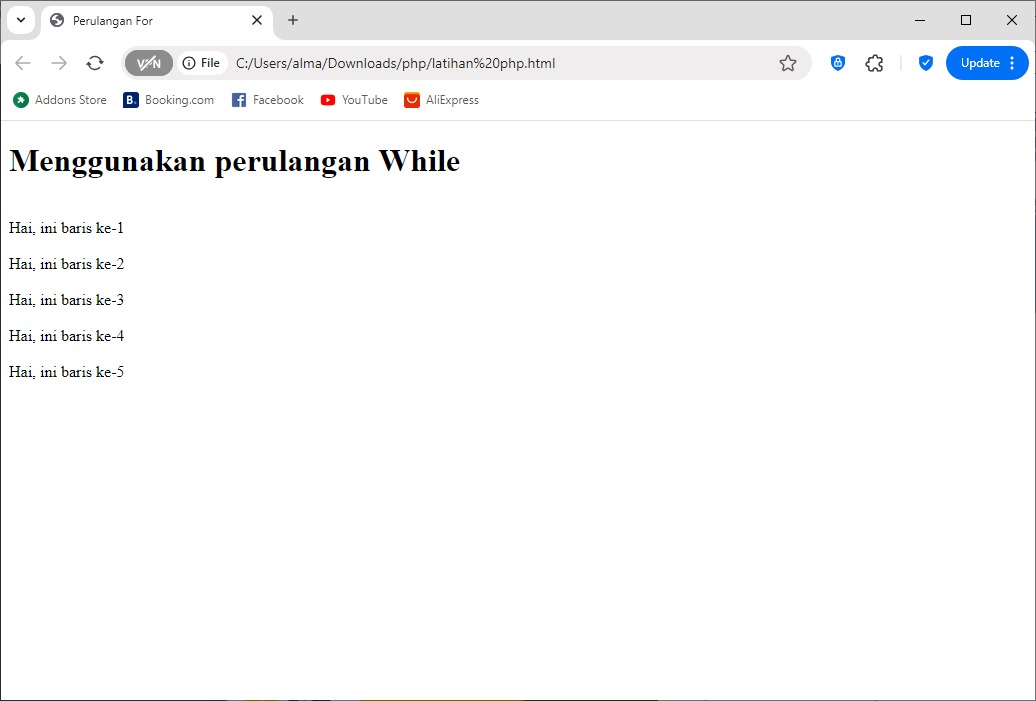 Perulangan For
VPN
File
C:/Users/alma/Downloads/php/latihan%20php.html
Update
Addons Store
B. Booking.com
Facebook
YouTube
AliExpress
Menggunakan perulangan While
Hai, ini baris ke-1
Hai, ini baris ke-2
Hai, ini baris ke-3
Hai, ini baris ke-4
Hai, ini baris ke-5